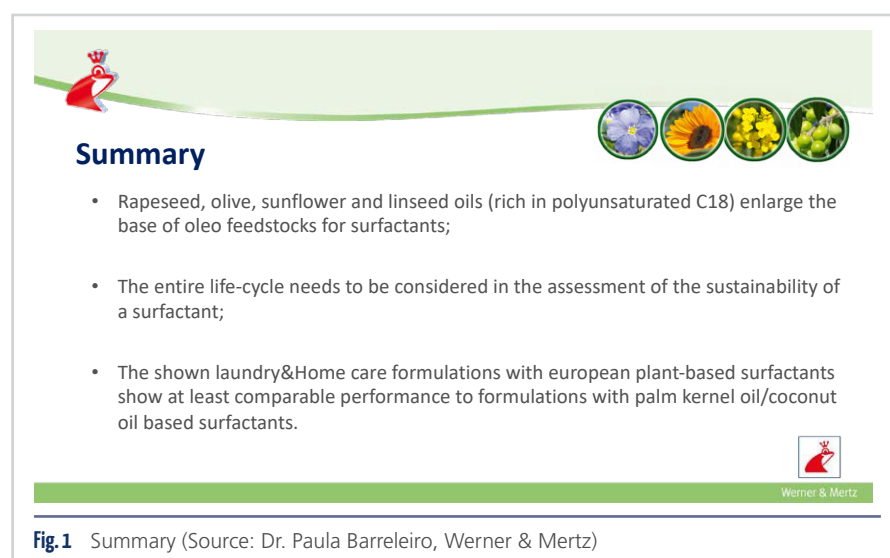 Summary
• Rapeseed, olive, sunflower and linseed oils (rich in polyunsaturated C18) enlarge the
base of oleo feedstocks for surfactants;
• The entire life-cycle needs to be considered in the assessment of the sustainability of
a surfactant;
• The shown laundry&Home care formulations with european plant-based surfactants
show at least comparable performance to formulations with palm kernel oil/coconut
oil based surfactants.
Werner & Mertz
Fig. 1 Summary (Source: Dr. Paula Barreleiro, Werner & Mertz)